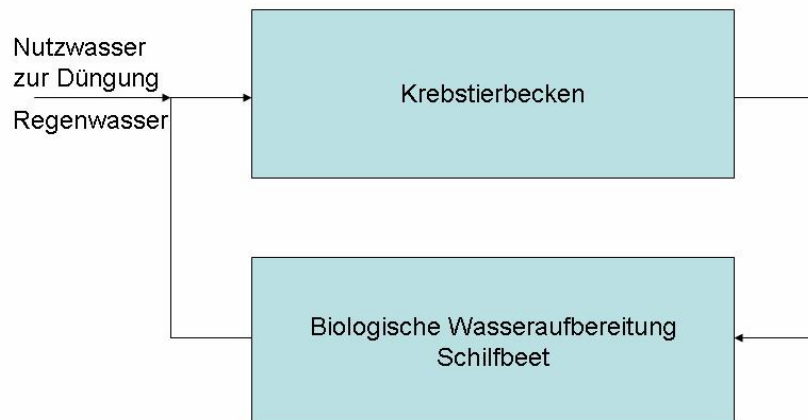 Nutzwasser
zur Düngung
Regenwasser
Krebstierbecken
Biologische Wasseraufbereitung
Schilfbeet